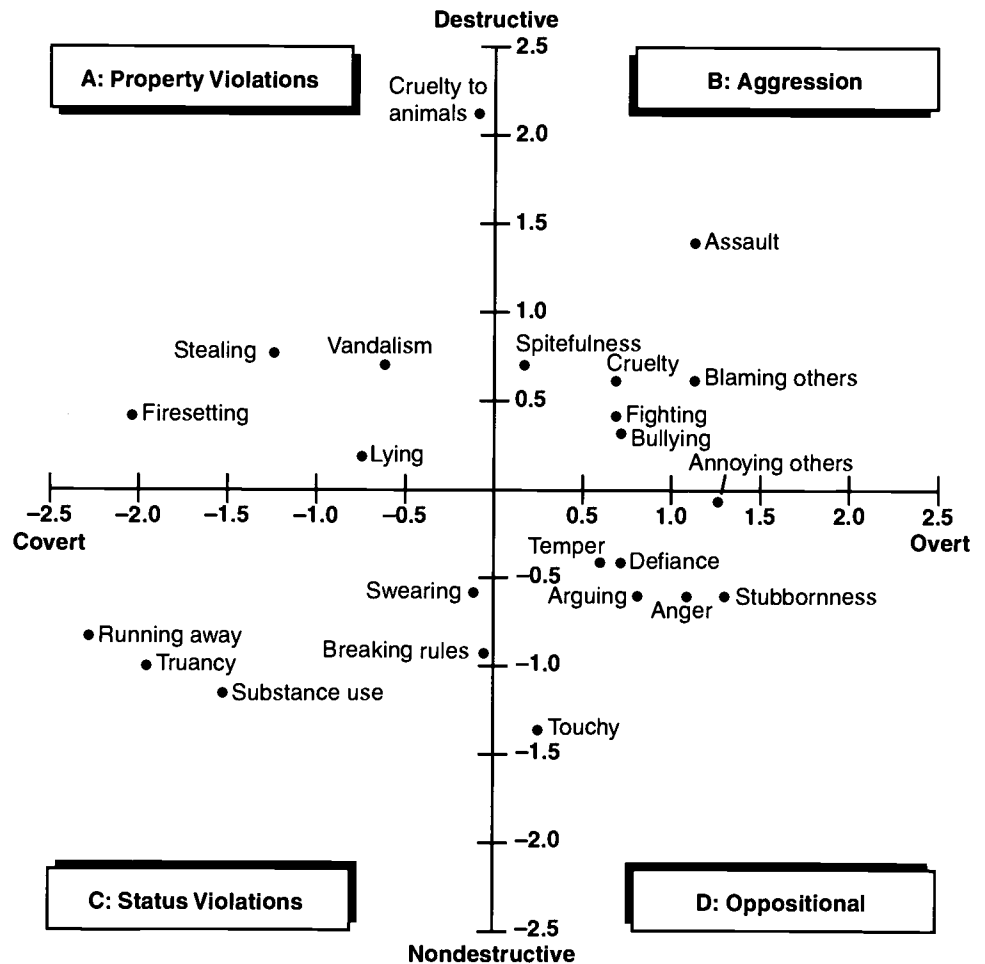 Destructive
2.5
A: Property Violations
B: Aggression
Cruelty to
animals
2.0
1.5
Assault
1.0
Stealing
Vandalism
Spitefulness
Cruelty
Blaming others
0.5
Firesetting
Fighting
Bullying
Lying
Annoying others
−2.5 −2.0 −1.5 −1.0 −0.5 0.5 1.0 1.5 2.0 2.5
Covert
Overt
Temper
Defiance
−0.5
Swearing
Arguing
Anger
Stubbornness
Running away
Breaking rules
−1.0
Truancy
Substance use
Touchy
−1.5
−2.0
C: Status Violations
D: Oppositional
−2.5
Nondestructive